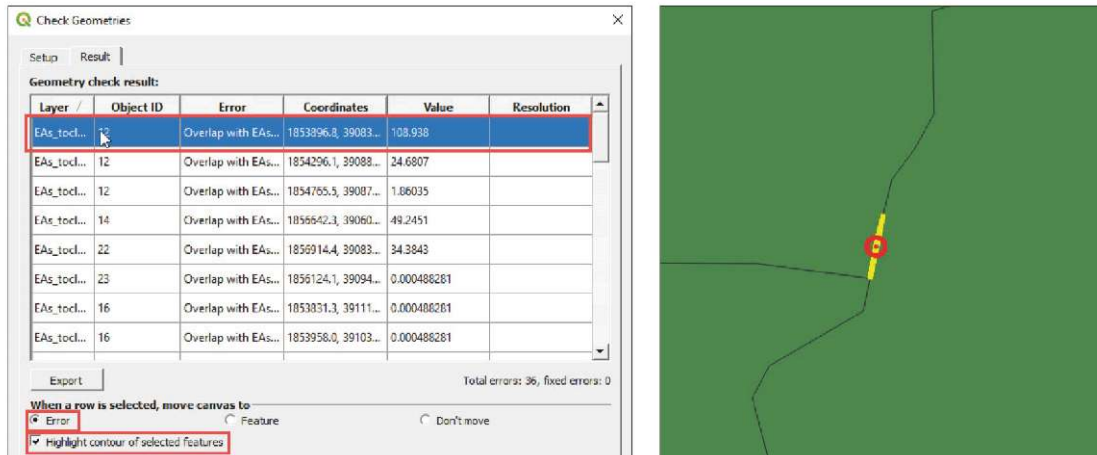 Check Geometries
Setup Result
Geometry check result:
Layer Object ID Error Coordinates Value Resolution
EAs_tocl... 12 Overlap with EAs... 1853896.8, 39083... 108.938
EAs_tocl... 12 Overlap with EAs... 1854296.1, 39088... 24.6807
EAs_tocl... 12 Overlap with EAs... 1854765.5, 39087... 1.86035
EAs_tocl... 14 Overlap with EAs... 1856642.3, 39060... 49.2451
EAs_tocl... 22 Overlap with EAs... 1856914.4, 39083... 34.3843
EAs_tocl... 23 Overlap with EAs... 1856124.1, 39094... 0.000488281
EAs_tocl... 16 Overlap with EAs... 1853831.3, 39111... 0.000488281
EAs_tocl... 16 Overlap with EAs... 1853958.0, 39103... 0.000488281
Export Total errors: 36, fixed errors: 0
When a row is selected, move canvas to
Error Feature Don't move
Highlight contour of selected features